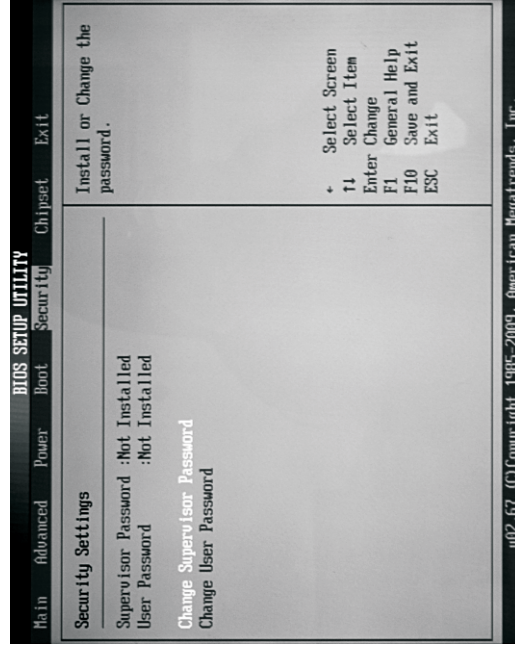 BIOS SETUP UTILITY
Main Advanced Power Boot Security Chipset Exit
Security Settings
Supervisor Password :Not Installed
User Password :Not Installed
Change Supervisor Password
Change User Password
Install or Change the
password.
← Select Screen
↑↓ Select Item
Enter Change
F1 General Help
F10 Save and Exit
ESC Exit
v02.67 (C)Copyright 1985-2009, American Megatrends, Inc.